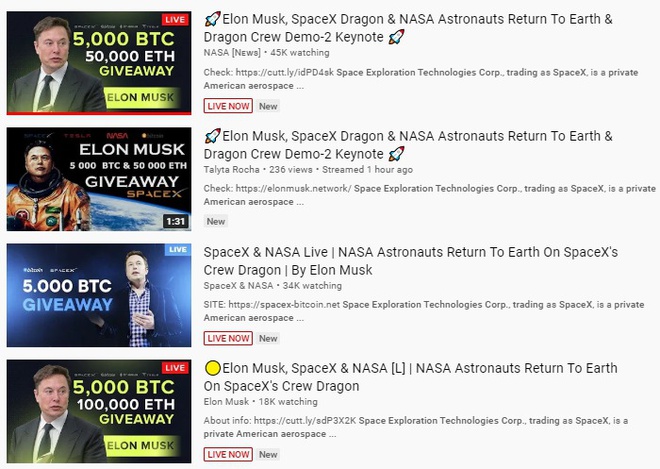 LIVE
5,000 BTC
50,000 ETH
GIVEAWAY
ELON MUSK
🚀Elon Musk, SpaceX Dragon & NASA Astronauts Return To Earth &
Dragon Crew Demo-2 Keynote 🚀
NASA [News] • 45K watching
Check: https://cutt.ly/idPD4sk Space Exploration Technologies Corp., trading as SpaceX, is a private
American aerospace ...
LIVE NOW New
SPACEX TESLA NASA bitcoin
ELON MUSK
5 000 BTC & 50 000 ETH
GIVEAWAY
SPACEX
1:31
🚀Elon Musk, SpaceX Dragon & NASA Astronauts Return To Earth &
Dragon Crew Demo-2 Keynote 🚀
Talyta Rocha • 236 views • Streamed 1 hour ago
Check: https://elonmusk.network/ Space Exploration Technologies Corp., trading as SpaceX, is a private
American aerospace ...
New
LIVE
bitcoin SPACEX
5.000 BTC
GIVEAWAY
SpaceX & NASA Live | NASA Astronauts Return To Earth On SpaceX's
Crew Dragon | By Elon Musk
SpaceX & NASA • 34K watching
SITE: https://spacex-bitcoin.net Space Exploration Technologies Corp., trading as SpaceX, is a private
American aerospace ...
LIVE NOW New
LIVE
5,000 BTC
100,000 ETH
GIVEAWAY
ELON MUSK
🟡Elon Musk, SpaceX & NASA [L] | NASA Astronauts Return To Earth
On SpaceX's Crew Dragon
Elon Musk • 18K watching
About info: https://cutt.ly/sdP3X2K Space Exploration Technologies Corp., trading as SpaceX, is a
private American aerospace ...
LIVE NOW New